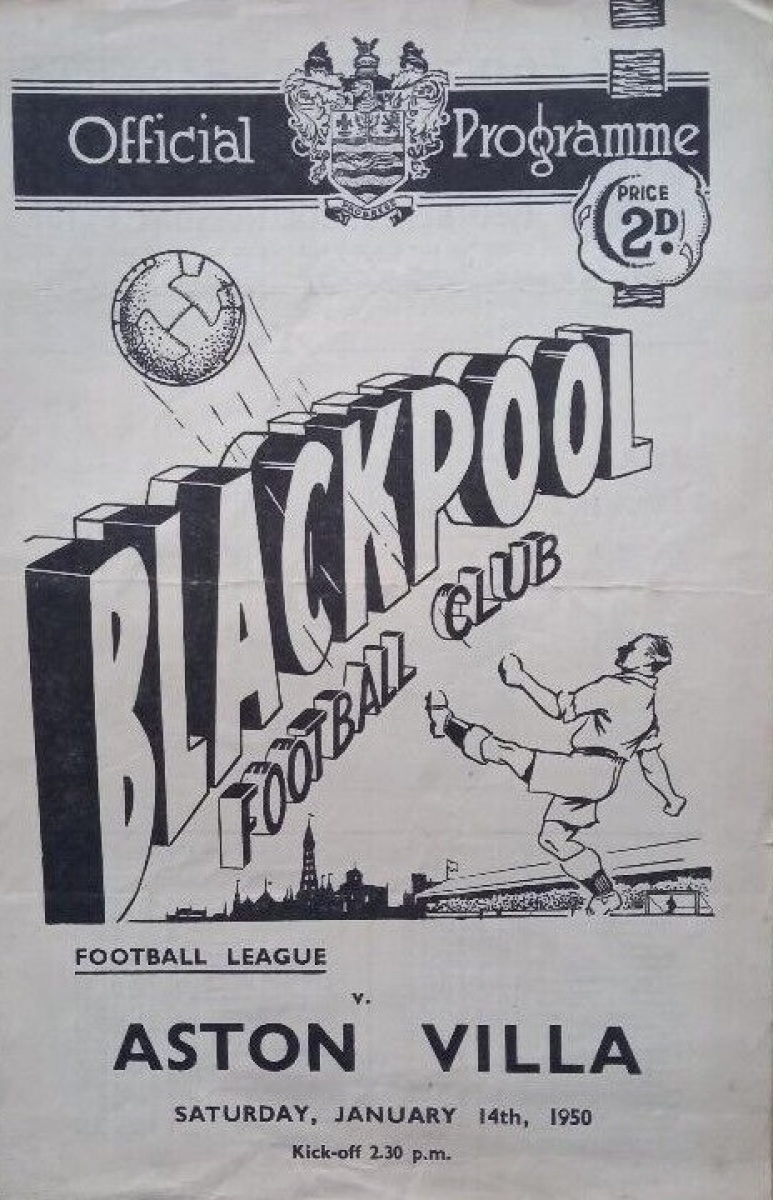 Official Programme
PROGRESS
PRICE
2D.
BLACKPOOL
FOOTBALL CLUB
FOOTBALL LEAGUE
v.
ASTON VILLA
SATURDAY, JANUARY 14th, 1950
Kick-off 2.30 p.m.